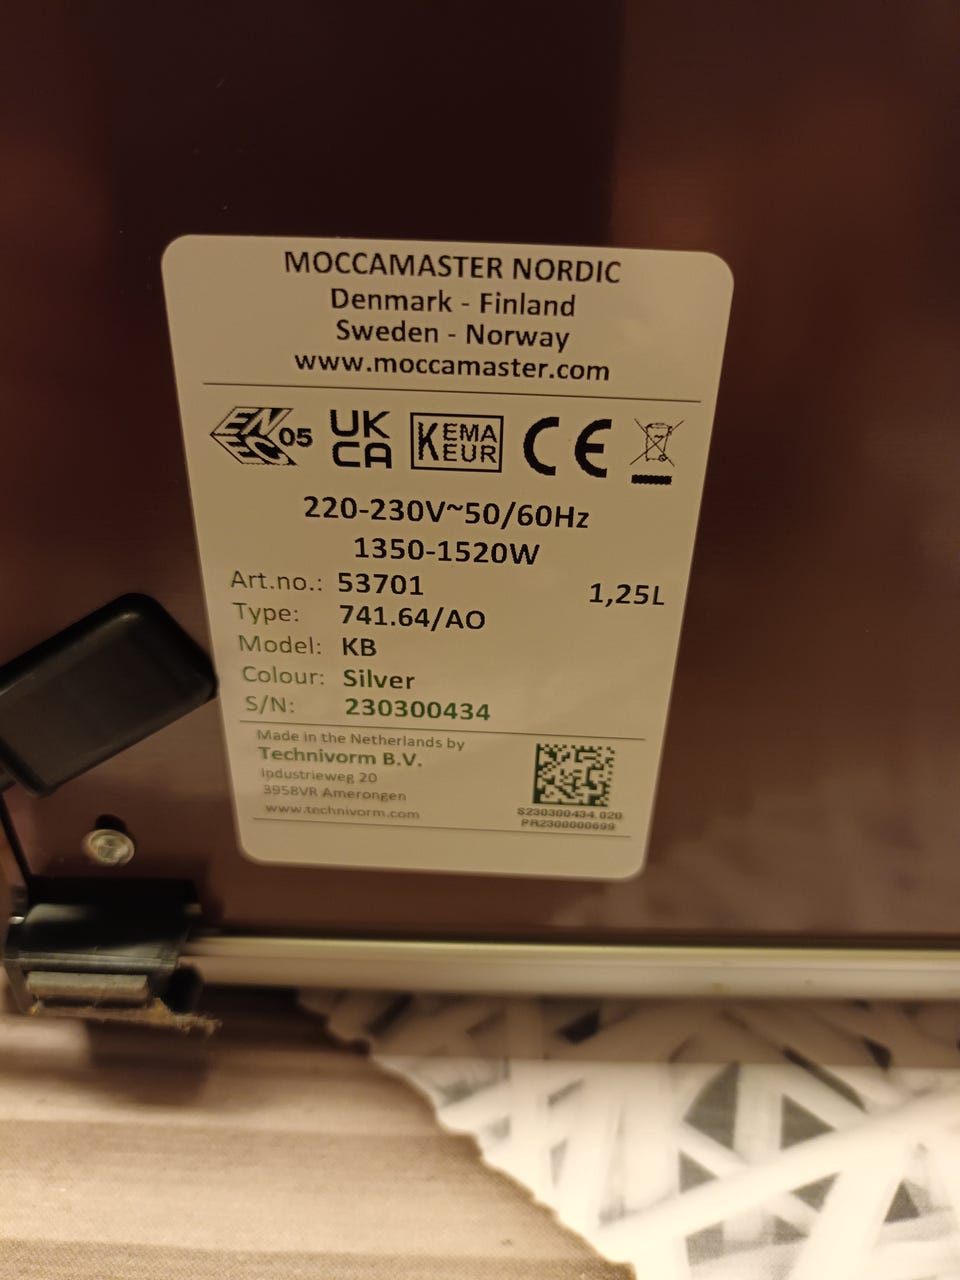 MOCCAMASTER NORDIC
Denmark - Finland
Sweden - Norway
www.moccamaster.com
ENEC 05 UK CA KEMA KEUR CE
220-230V~50/60Hz
1350-1520W
Art.no.: 53701 1,25L
Type: 741.64/AO
Model: KB
Colour: Silver
S/N: 230300434
Made in the Netherlands by
Technivorm B.V.
Industrieweg 20
3958VR Amerongen
www.technivorm.com
S230300434.020
PR2300000699